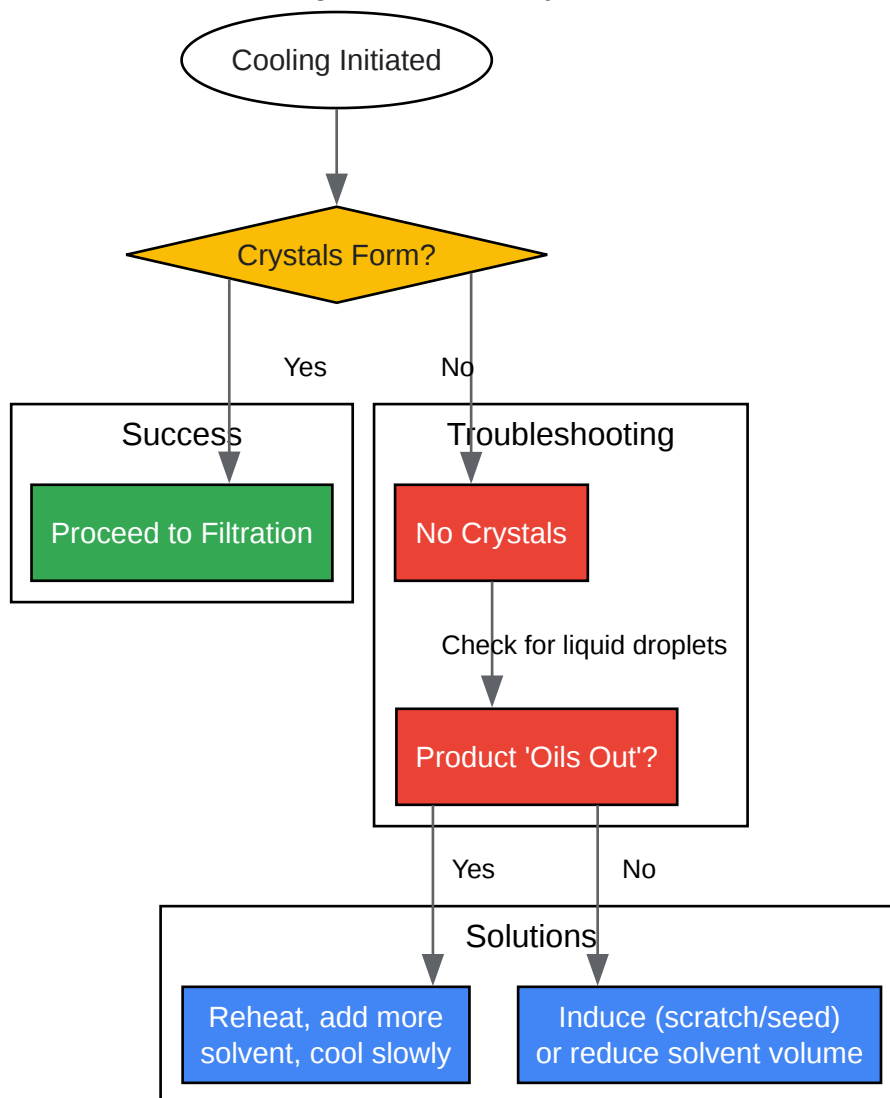 Cooling Initiated
Crystals Form?
Yes
No
Success
Troubleshooting
Proceed to Filtration
No Crystals
Check for liquid droplets
Product 'Oils Out'?
Yes
No
Solutions
Reheat, add more
solvent, cool slowly
Induce (scratch/seed)
or reduce solvent volume